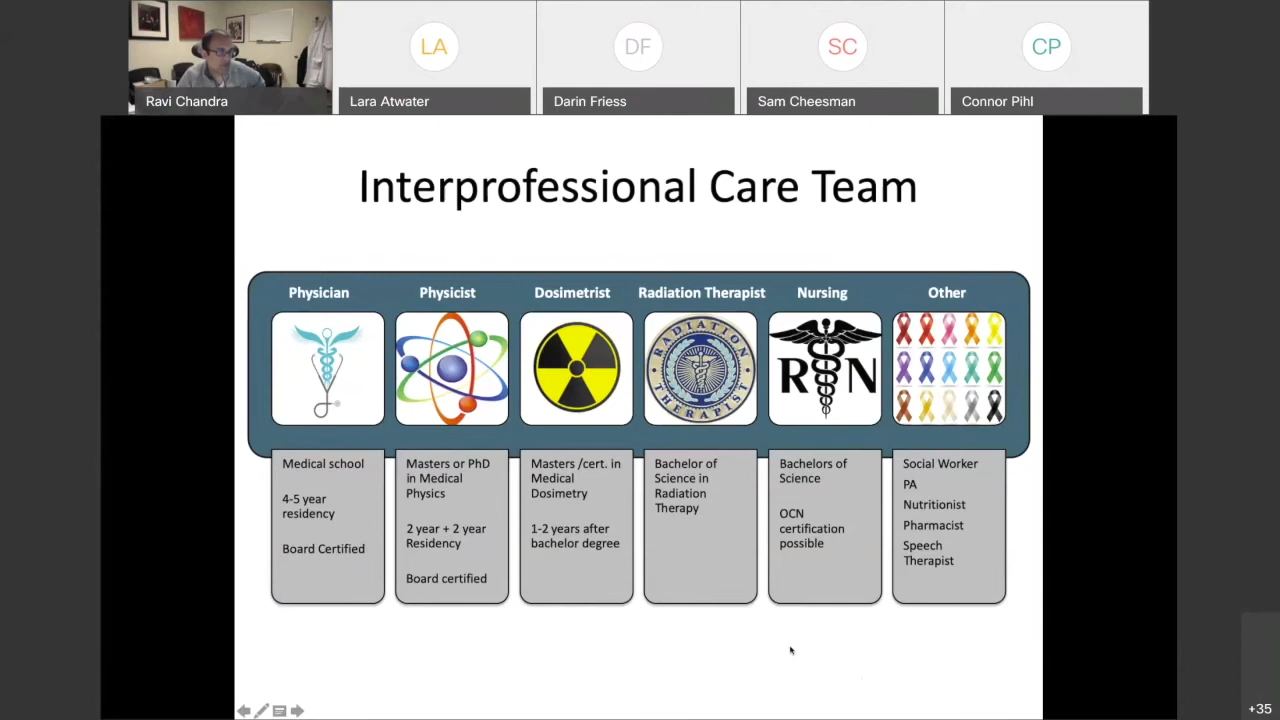 LA
DF
SC
CP
Ravi Chandra
Lara Atwater
Darin Friess
Sam Cheesman
Connor Pihl
Interprofessional Care Team
Physician
Physicist
Dosimetrist
Radiation Therapist
Nursing
Other
RADIATION
THERAPIST
R N
Medical school
4-5 year
residency
Board Certified
Masters or PhD
in Medical
Physics
2 year + 2 year
Residency
Board certified
Masters /cert. in
Medical
Dosimetry
1-2 years after
bachelor degree
Bachelor of
Science in
Radiation
Therapy
Bachelors of
Science
OCN
certification
possible
Social Worker
PA
Nutritionist
Pharmacist
Speech
Therapist
+35